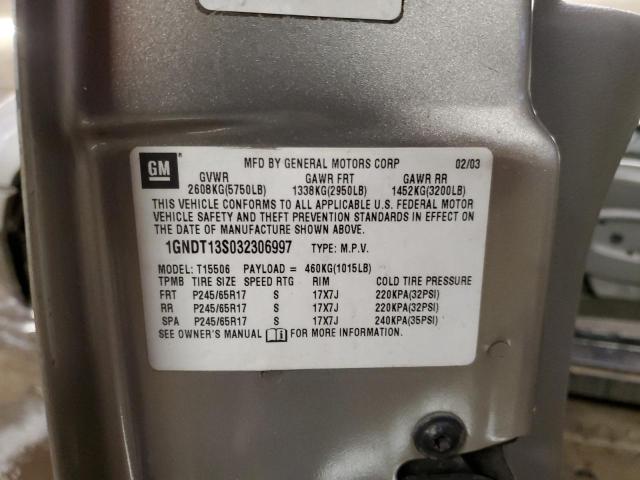 GM
MFD BY GENERAL MOTORS CORP 02/03
GVWR GAWR FRT GAWR RR
2608KG(5750LB) 1338KG(2950LB) 1452KG(3200LB)
THIS VEHICLE CONFORMS TO ALL APPLICABLE U.S. FEDERAL MOTOR
VEHICLE SAFETY AND THEFT PREVENTION STANDARDS IN EFFECT ON
THE DATE OF MANUFACTURE SHOWN ABOVE.
1GNDT13S032306997 TYPE: M.P.V.
MODEL: T15506 PAYLOAD = 460KG(1015LB)
TPMB TIRE SIZE SPEED RTG RIM COLD TIRE PRESSURE
FRT P245/65R17 S 17X7J 220KPA(32PSI)
RR P245/65R17 S 17X7J 220KPA(32PSI)
SPA P245/65R17 S 17X7J 240KPA(35PSI)
SEE OWNER'S MANUAL FOR MORE INFORMATION.